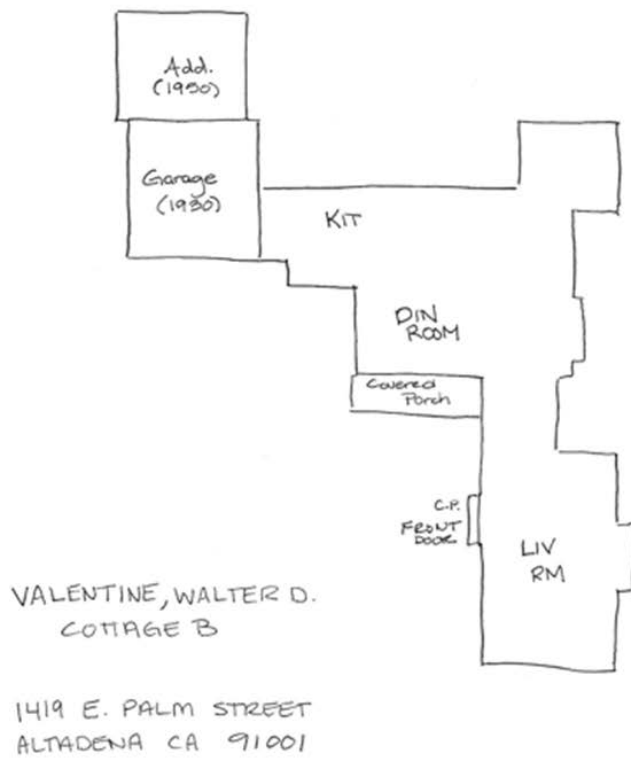 Add.
(1950)
Garage
(1930)
KIT
DIN
ROOM
Covered
Porch
C.P.
FRONT
DOOR
LIV
RM
VALENTINE, WALTER D.
COTTAGE B
1419 E. PALM STREET
ALTADENA CA 91001